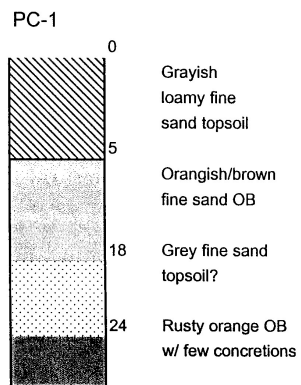 PC-1
0
Grayish
loamy fine
sand topsoil
5
Orangish/brown
fine sand OB
18
Grey fine sand
topsoil?
24
Rusty orange OB
w/ few concretions